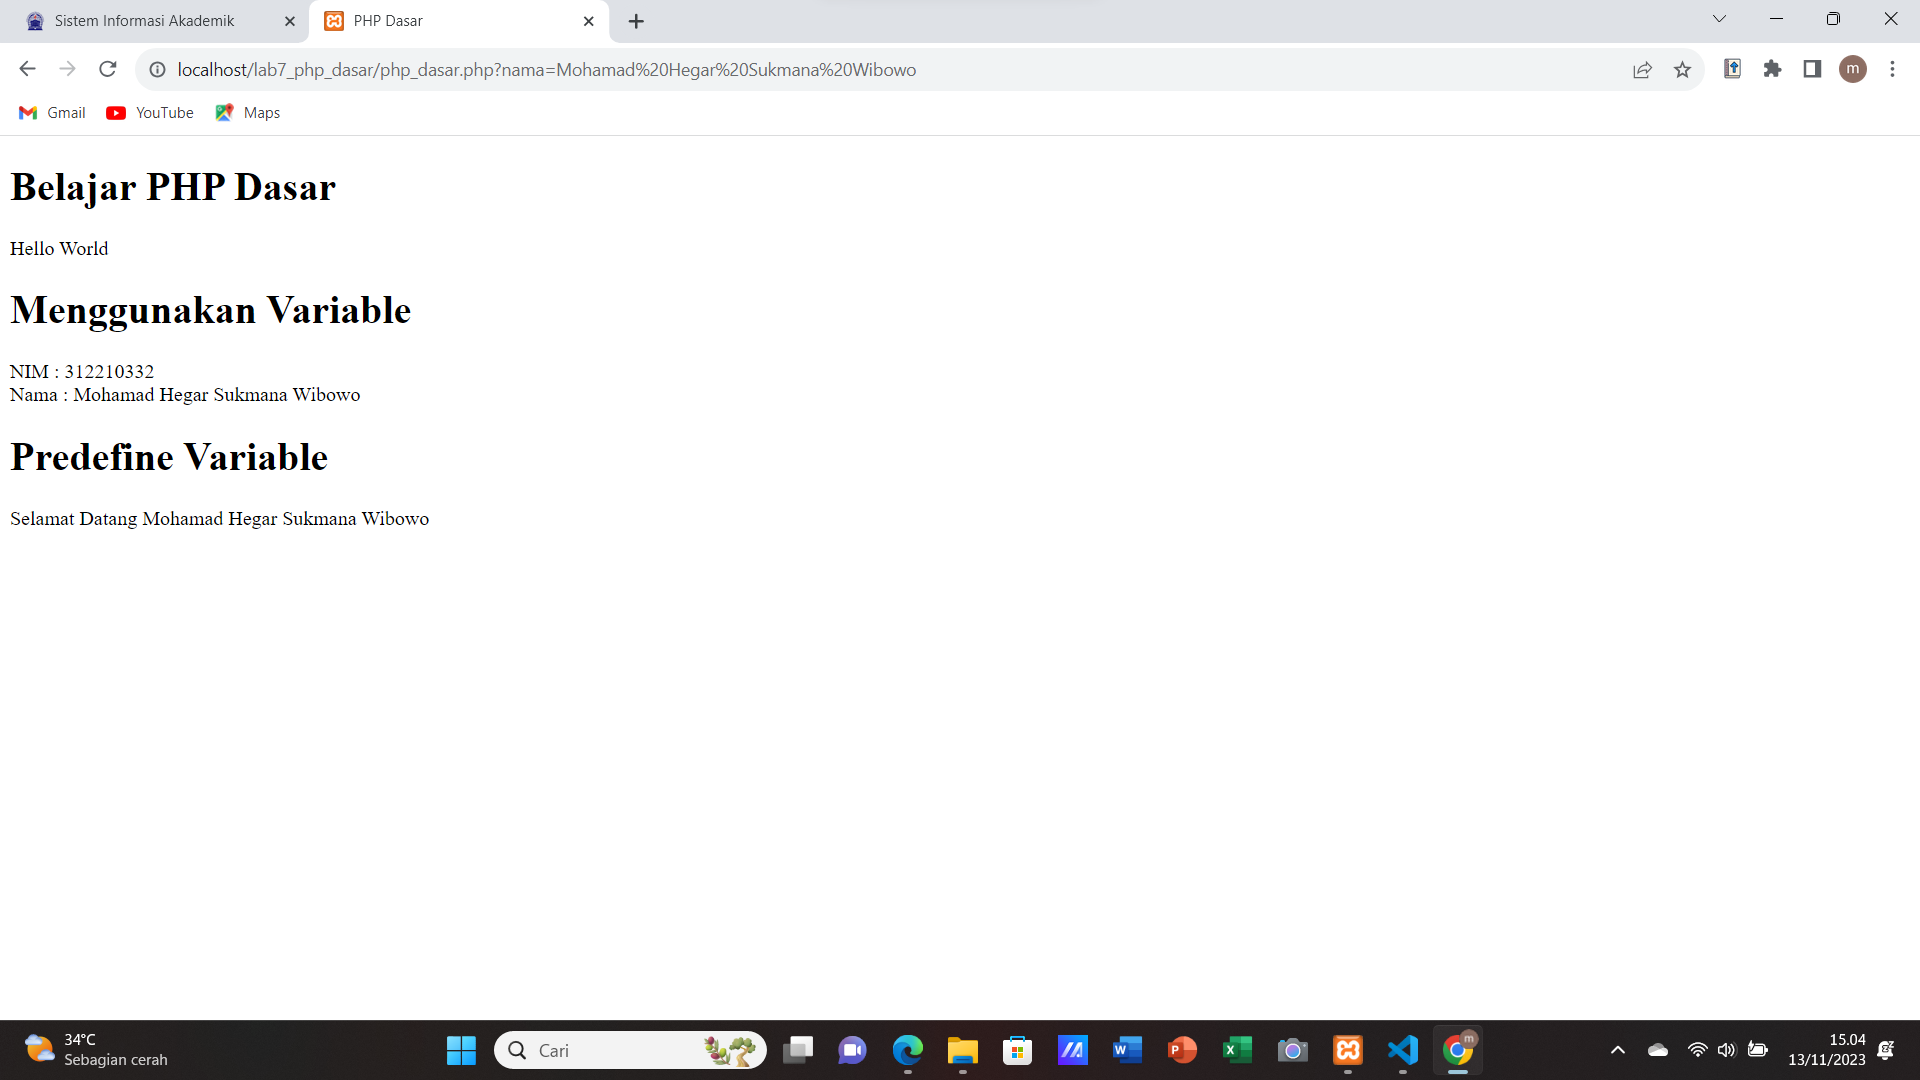 Sistem Informasi Akademik
PHP Dasar
localhost/lab7_php_dasar/php_dasar.php?nama=Mohamad%20Hegar%20Sukmana%20Wibowo
m
Gmail
YouTube
Maps
Belajar PHP Dasar
Hello World
Menggunakan Variable
NIM : 312210332
Nama : Mohamad Hegar Sukmana Wibowo
Predefine Variable
Selamat Datang Mohamad Hegar Sukmana Wibowo
34°C
Sebagian cerah
Cari
m
15.04
13/11/2023